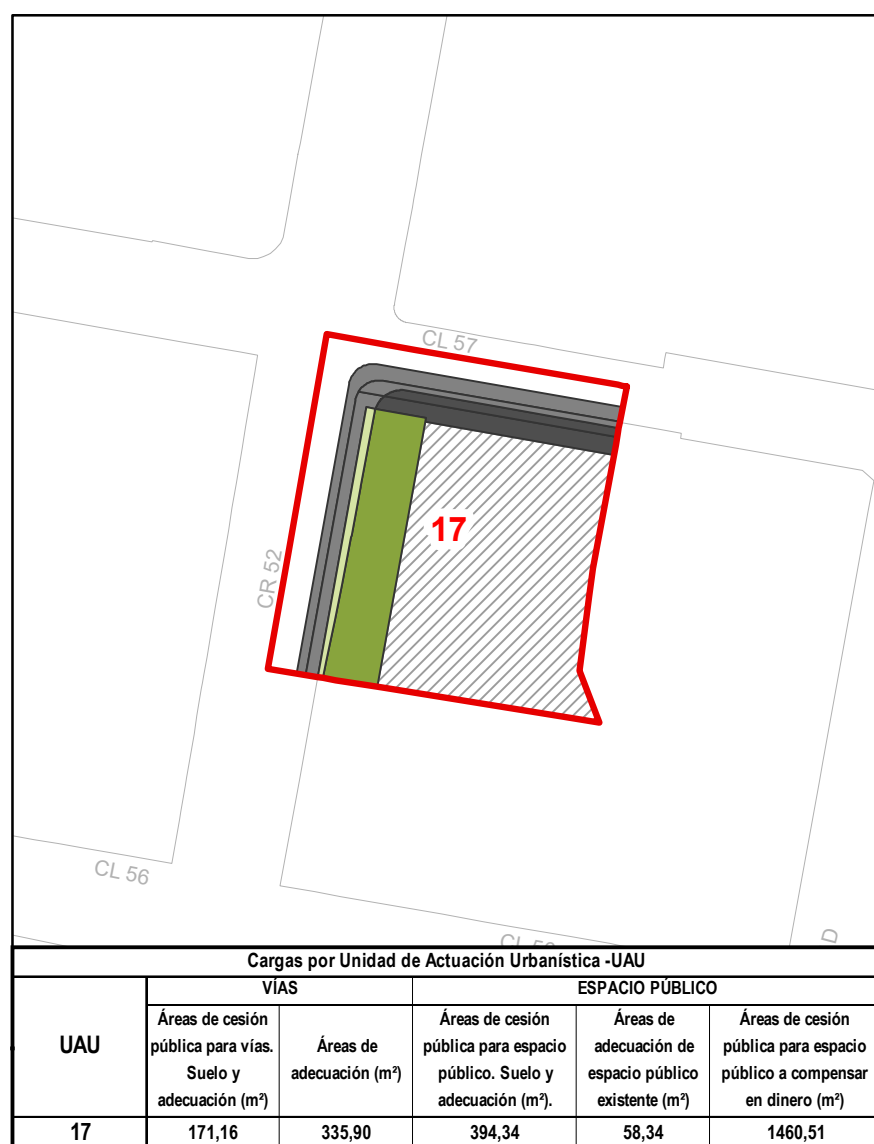 CL 57
17
CR 52
CL 56
D
Cargas por Unidad de Actuación Urbanística -UAU
UAU
VÍAS
ESPACIO PÚBLICO
Áreas de cesión
pública para vías.
Suelo y
adecuación (m²)
Áreas de
adecuación (m²)
Áreas de cesión
pública para espacio
público. Suelo y
adecuación (m²).
Áreas de
adecuación de
espacio público
existente (m²)
Áreas de cesión
pública para espacio
público a compensar
en dinero (m²)
17
171,16
335,90
394,34
58,34
1460,51